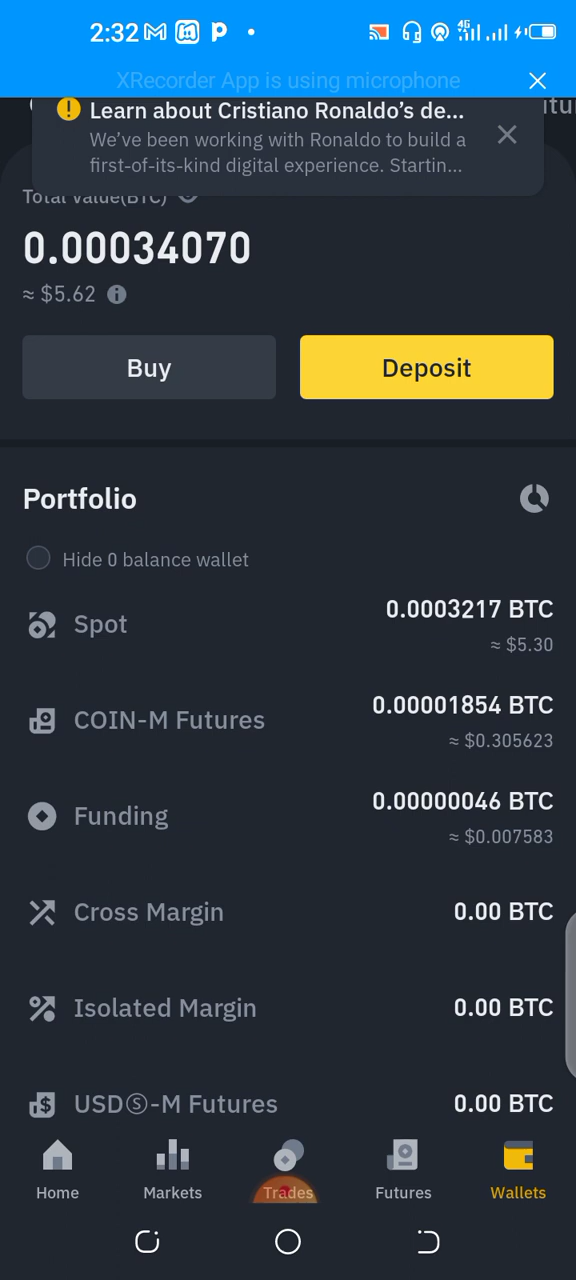 2:32
4G
XRecorder App is using microphone
Learn about Cristiano Ronaldo’s de...
We’ve been working with Ronaldo to build a
first-of-its-kind digital experience. Startin...
Total Value(BTC)
0.00034070
≈ $5.62
Buy
Deposit
Portfolio
Hide 0 balance wallet
Spot
0.0003217 BTC
≈ $5.30
COIN-M Futures
0.00001854 BTC
≈ $0.305623
Funding
0.00000046 BTC
≈ $0.007583
Cross Margin
0.00 BTC
Isolated Margin
0.00 BTC
USDⓈ-M Futures
0.00 BTC
Home
Markets
Trades
Futures
Wallets